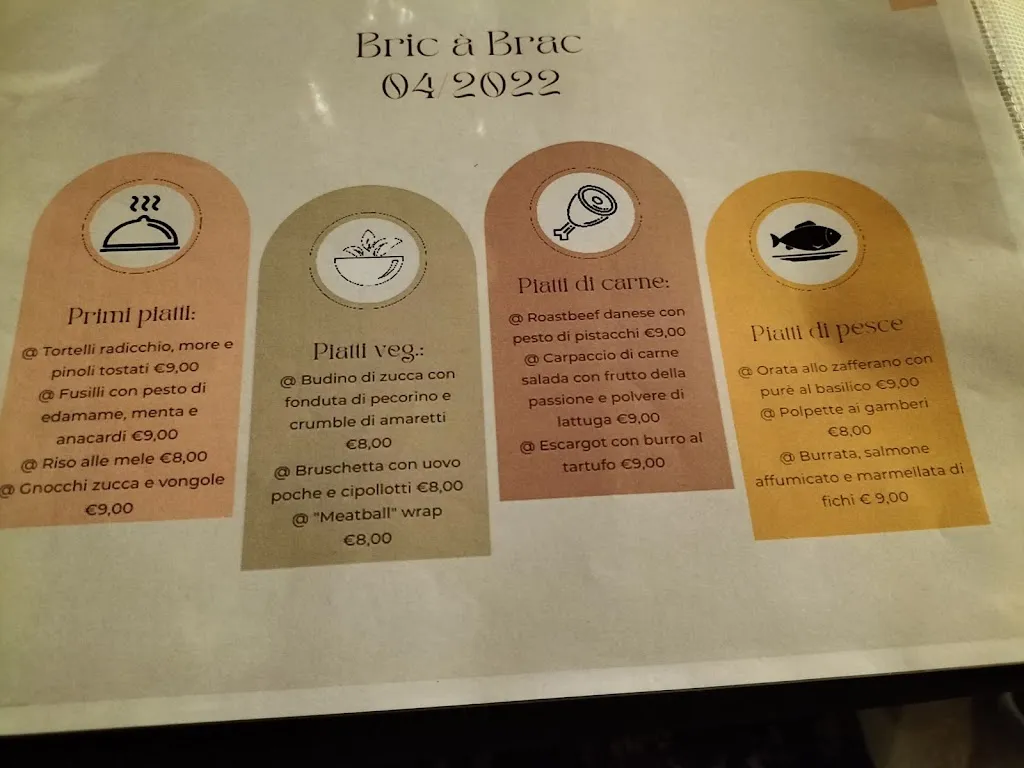 Bric à Brac
04/2022
Primi piatti:
@ Tortelli radicchio, more e
pinoli tostati €9,00
@ Fusilli con pesto di
edamame, menta e
anacardi €9,00
@ Riso alle mele €8,00
@ Gnocchi zucca e vongole
€9,00
Piatti veg.:
@ Budino di zucca con
fonduta di pecorino e
crumble di amaretti
€8,00
@ Bruschetta con uovo
poche e cipollotti €8,00
@ "Meatball" wrap
€8,00
Piatti di carne:
@ Roastbeef danese con
pesto di pistacchi €9,00
@ Carpaccio di carne
salada con frutto della
passione e polvere di
lattuga €9,00
@ Escargot con burro al
tartufo €9,00
Piatti di pesce
@ Orata allo zafferano con
purè al basilico €9,00
@ Polpette ai gamberi
€8,00
@ Burrata, salmone
affumicato e marmellata di
fichi € 9,00